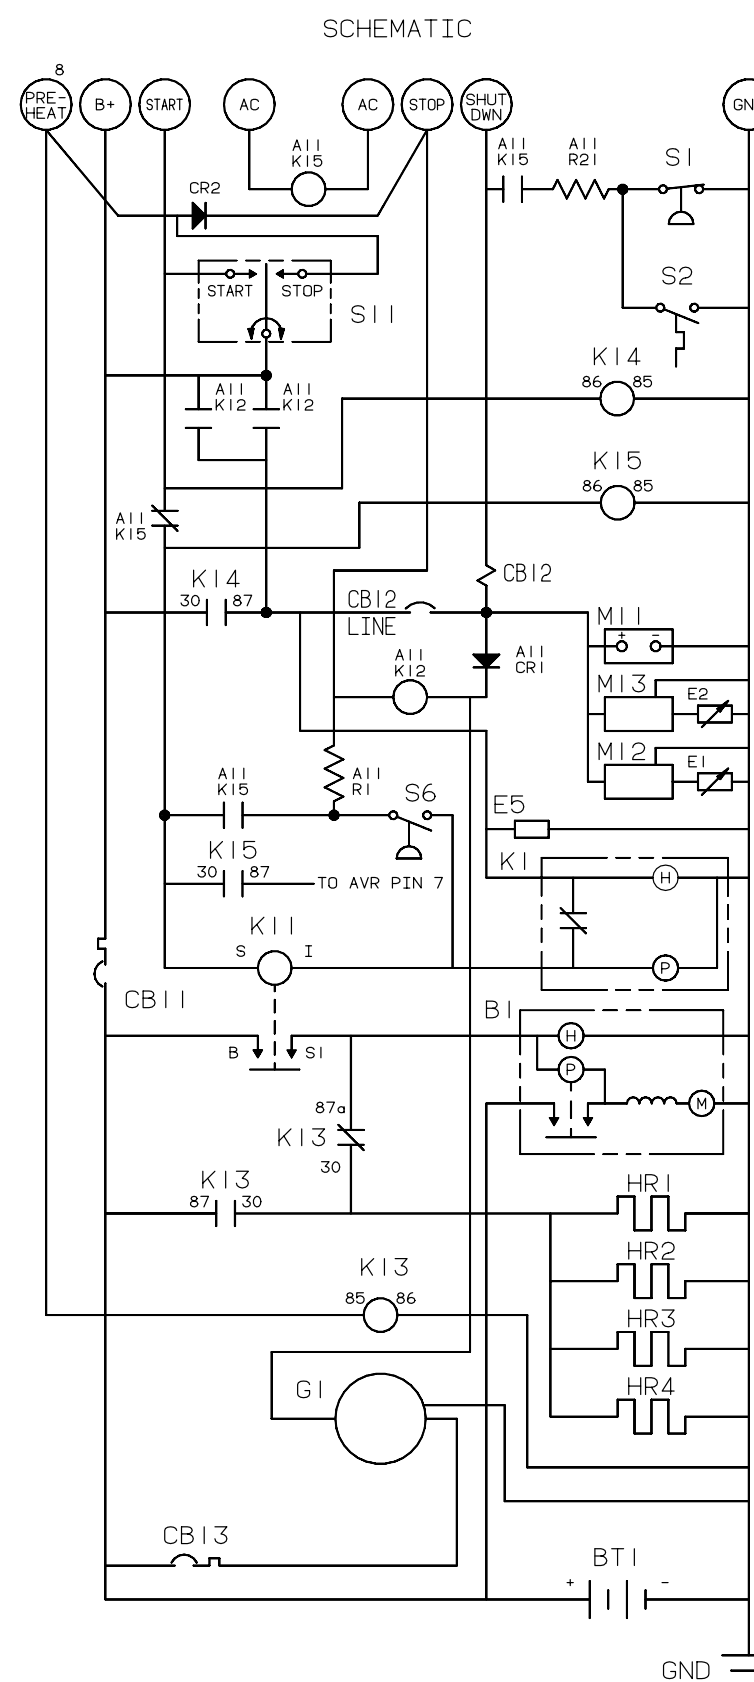 SCHEMATIC
8
PRE-
HEAT
B+
START
AC
AC
STOP
SHUT
DWN
GN
A11
K15
A11
K15
A11
R21
S1
CR2
START
STOP
S11
S2
K14
86
85
A11
K12
A11
K12
K15
86
85
A11
K15
K14
30
87
CB12
LINE
CB12
M11
+
-
A11
K12
A11
CR1
M13
E2
M12
E1
A11
K15
A11
R1
S6
E5
K15
30
87
TO AVR PIN 7
K1
H
K11
S
I
P
CB11
B1
B
S1
H
P
87a
K13
30
M
K13
87
30
HR1
HR2
K13
85
86
HR3
G1
HR4
CB13
BT1
+
-
GND